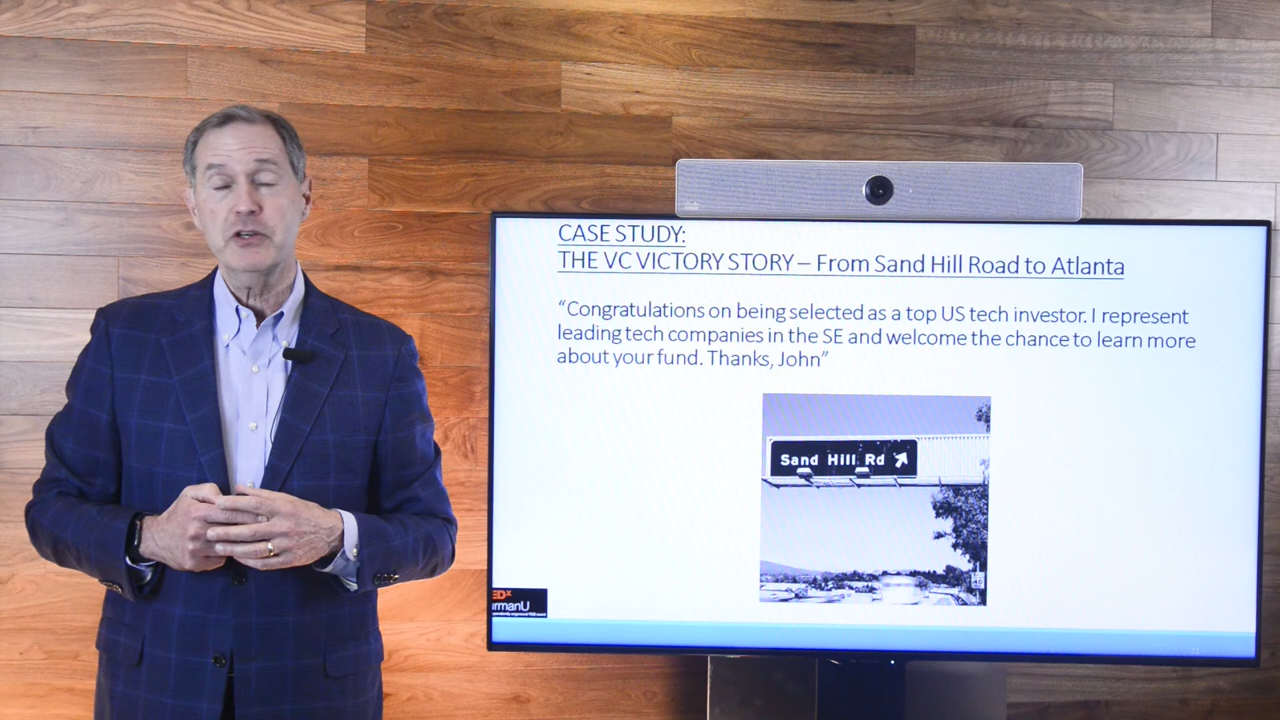 CASE STUDY:
THE VC VICTORY STORY – From Sand Hill Road to Atlanta
“Congratulations on being selected as a top US tech investor. I represent
leading tech companies in the SE and welcome the chance to learn more
about your fund. Thanks, John”
Sand Hill Rd
EDx
rmanU